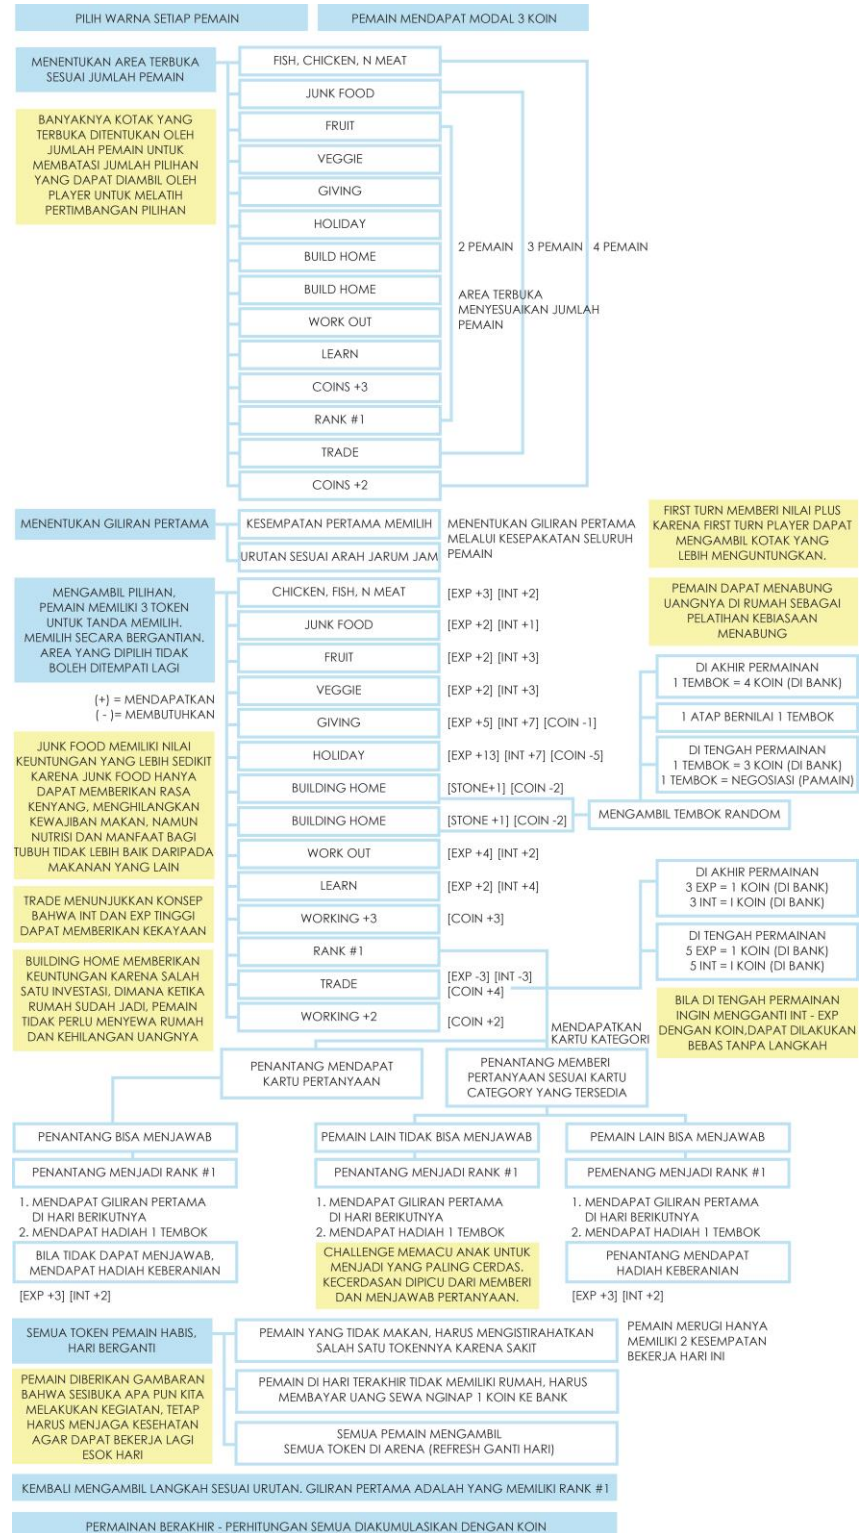 PILIH WARNA SETIAP PEMAIN
PEMAIN MENDAPAT MODAL 3 KOIN
MENENTUKAN AREA TERBUKA
SESUAI JUMLAH PEMAIN
BANYAKNYA KOTAK YANG
TERBUKA DITENTUKAN OLEH
JUMLAH PEMAIN UNTUK
MEMBATASI JUMLAH PILIHAN
YANG DAPAT DIAMBIL OLEH
PLAYER UNTUK MELATIH
PERTIMBANGAN PILIHAN
FISH, CHICKEN, N MEAT
JUNK FOOD
FRUIT
VEGGIE
GIVING
HOLIDAY
BUILD HOME
BUILD HOME
WORK OUT
LEARN
COINS +3
RANK #1
TRADE
COINS +2
2 PEMAIN
3 PEMAIN
4 PEMAIN
AREA TERBUKA
MENYESUAIKAN JUMLAH
PEMAIN
MENENTUKAN GILIRAN PERTAMA
KESEMPATAN PERTAMA MEMILIH
URUTAN SESUAI ARAH JARUM JAM
MENENTUKAN GILIRAN PERTAMA
MELALUI KESEPAKATAN SELURUH
PEMAIN
FIRST TURN MEMBERI NILAI PLUS
KARENA FIRST TURN PLAYER DAPAT
MENGAMBIL KOTAK YANG
LEBIH MENGUNTUNGKAN.
MENGAMBIL PILIHAN,
PEMAIN MEMILIKI 3 TOKEN
UNTUK TANDA MEMILIH.
MEMILIH SECARA BERGANTIAN.
AREA YANG DIPILIH TIDAK
BOLEH DITEMPATI LAGI
(+) = MENDAPATKAN
( - )= MEMBUTUHKAN
JUNK FOOD MEMILIKI NILAI
KEUNTUNGAN YANG LEBIH SEDIKIT
KARENA JUNK FOOD HANYA
DAPAT MEMBERIKAN RASA
KENYANG, MENGHILANGKAN
KEWAJIBAN MAKAN, NAMUN
NUTRISI DAN MANFAAT BAGI
TUBUH TIDAK LEBIH BAIK DARIPADA
MAKANAN YANG LAIN
TRADE MENUNJUKKAN KONSEP
BAHWA INT DAN EXP TINGGI
DAPAT MEMBERIKAN KEKAYAAN
BUILDING HOME MEMBERIKAN
KEUNTUNGAN KARENA SALAH
SATU INVESTASI, DIMANA KETIKA
RUMAH SUDAH JADI, PEMAIN
TIDAK PERLU MENYEWA RUMAH
DAN KEHILANGAN UANGNYA
CHICKEN, FISH, N MEAT
[EXP +3] [INT +2]
JUNK FOOD
[EXP +2] [INT +1]
FRUIT
[EXP +2] [INT +3]
VEGGIE
[EXP +2] [INT +3]
GIVING
[EXP +5] [INT +7] [COIN -1]
HOLIDAY
[EXP +13] [INT +7] [COIN -5]
BUILDING HOME
[STONE+1] [COIN -2]
BUILDING HOME
[STONE +1] [COIN -2]
WORK OUT
[EXP +4] [INT +2]
LEARN
[EXP +2] [INT +4]
WORKING +3
[COIN +3]
RANK #1
TRADE
[EXP -3] [INT -3]
[COIN +4]
WORKING +2
[COIN +2]
PEMAIN DAPAT MENABUNG
UANGNYA DI RUMAH SEBAGAI
PELATIHAN KEBIASAAN
MENABUNG
DI AKHIR PERMAINAN
1 TEMBOK = 4 KOIN (DI BANK)
1 ATAP BERNILAI 1 TEMBOK
DI TENGAH PERMAINAN
1 TEMBOK = 3 KOIN (DI BANK)
1 TEMBOK = NEGOSIASI (PAMAIN)
MENGAMBIL TEMBOK RANDOM
DI AKHIR PERMAINAN
3 EXP = 1 KOIN (DI BANK)
3 INT = I KOIN (DI BANK)
DI TENGAH PERMAINAN
5 EXP = 1 KOIN (DI BANK)
5 INT = I KOIN (DI BANK)
BILA DI TENGAH PERMAINAN
INGIN MENGGANTI INT - EXP
DENGAN KOIN,DAPAT DILAKUKAN
BEBAS TANPA LANGKAH
MENDAPATKAN
KARTU KATEGORI
PENANTANG MENDAPAT
KARTU PERTANYAAN
PENANTANG MEMBERI
PERTANYAAN SESUAI KARTU
CATEGORY YANG TERSEDIA
PENANTANG BISA MENJAWAB
PENANTANG MENJADI RANK #1
1. MENDAPAT GILIRAN PERTAMA
DI HARI BERIKUTNYA
2. MENDAPAT HADIAH 1 TEMBOK
BILA TIDAK DAPAT MENJAWAB,
MENDAPAT HADIAH KEBERANIAN
[EXP +3] [INT +2]
PEMAIN LAIN TIDAK BISA MENJAWAB
PENANTANG MENJADI RANK #1
1. MENDAPAT GILIRAN PERTAMA
DI HARI BERIKUTNYA
2. MENDAPAT HADIAH 1 TEMBOK
CHALLENGE MEMACU ANAK UNTUK
MENJADI YANG PALING CERDAS.
KECERDASAN DIPICU DARI MEMBERI
DAN MENJAWAB PERTANYAAN.
PEMAIN LAIN BISA MENJAWAB
PEMENANG MENJADI RANK #1
1. MENDAPAT GILIRAN PERTAMA
DI HARI BERIKUTNYA
2. MENDAPAT HADIAH 1 TEMBOK
PENANTANG MENDAPAT
HADIAH KEBERANIAN
[EXP +3] [INT +2]
SEMUA TOKEN PEMAIN HABIS,
HARI BERGANTI
PEMAIN DIBERIKAN GAMBARAN
BAHWA SESIBUKA APA PUN KITA
MELAKUKAN KEGIATAN, TETAP
HARUS MENJAGA KESEHATAN
AGAR DAPAT BEKERJA LAGI
ESOK HARI
PEMAIN YANG TIDAK MAKAN, HARUS MENGISTIRAHATKAN
SALAH SATU TOKENNYA KARENA SAKIT
PEMAIN MERUGI HANYA
MEMILIKI 2 KESEMPATAN
BEKERJA HARI INI
PEMAIN DI HARI TERAKHIR TIDAK MEMILIKI RUMAH, HARUS
MEMBAYAR UANG SEWA NGINAP 1 KOIN KE BANK
SEMUA PEMAIN MENGAMBIL
SEMUA TOKEN DI ARENA (REFRESH GANTI HARI)
KEMBALI MENGAMBIL LANGKAH SESUAI URUTAN. GILIRAN PERTAMA ADALAH YANG MEMILIKI RANK #1
PERMAINAN BERAKHIR - PERHITUNGAN SEMUA DIAKUMULASIKAN DENGAN KOIN